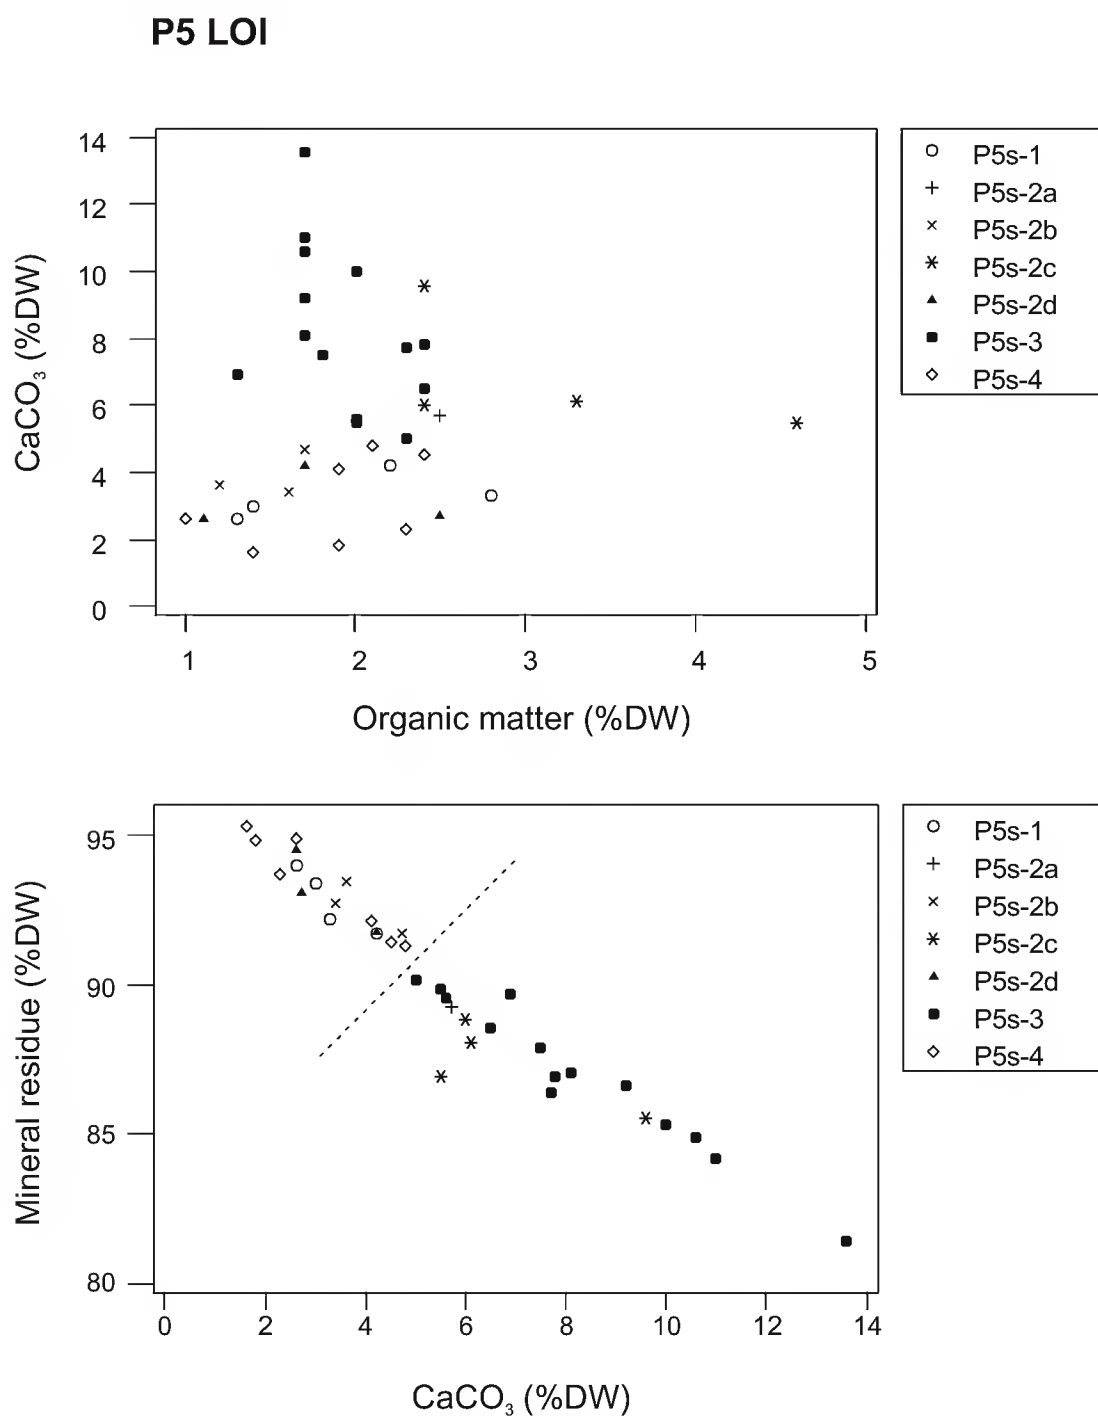 P5 LOI
14
12
10
8
6
4
2
0
CaCO₃ (%DW)
1 2 3 4 5
Organic matter (%DW)
P5s-1
P5s-2a
P5s-2b
P5s-2c
P5s-2d
P5s-3
P5s-4
95
90
85
80
Mineral residue (%DW)
0 2 4 6 8 10 12 14
CaCO₃ (%DW)
P5s-1
P5s-2a
P5s-2b
P5s-2c
P5s-2d
P5s-3
P5s-4